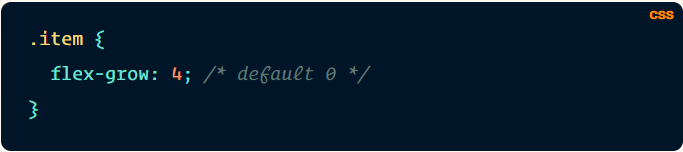 CSS
.item {
  flex-grow: 4; /* default 0 */
}